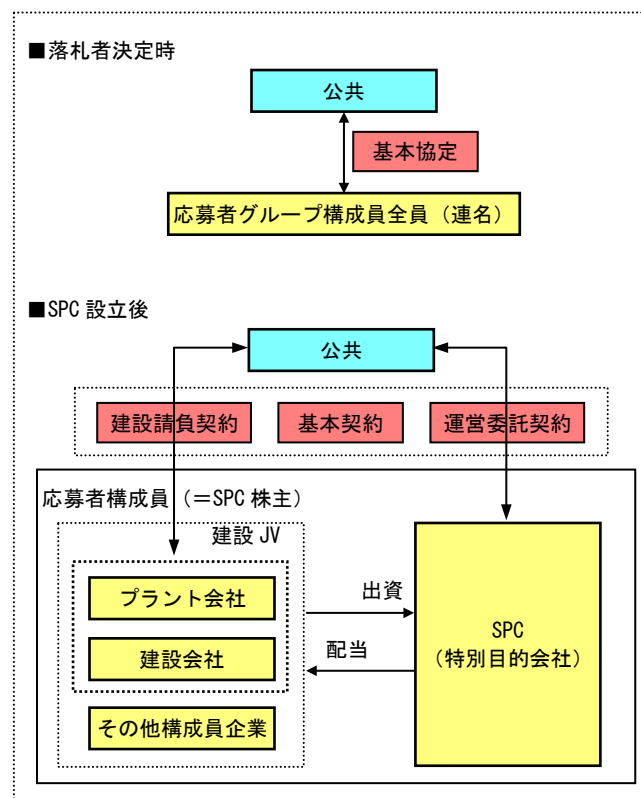 ■落札者決定時
公共
基本協定
応募者グループ構成員全員（連名）
■SPC 設立後
公共
建設請負契約
基本契約
運営委託契約
応募者構成員（＝SPC 株主）
建設 JV
プラント会社
建設会社
その他構成員企業
出資
配当
SPC
（特別目的会社）